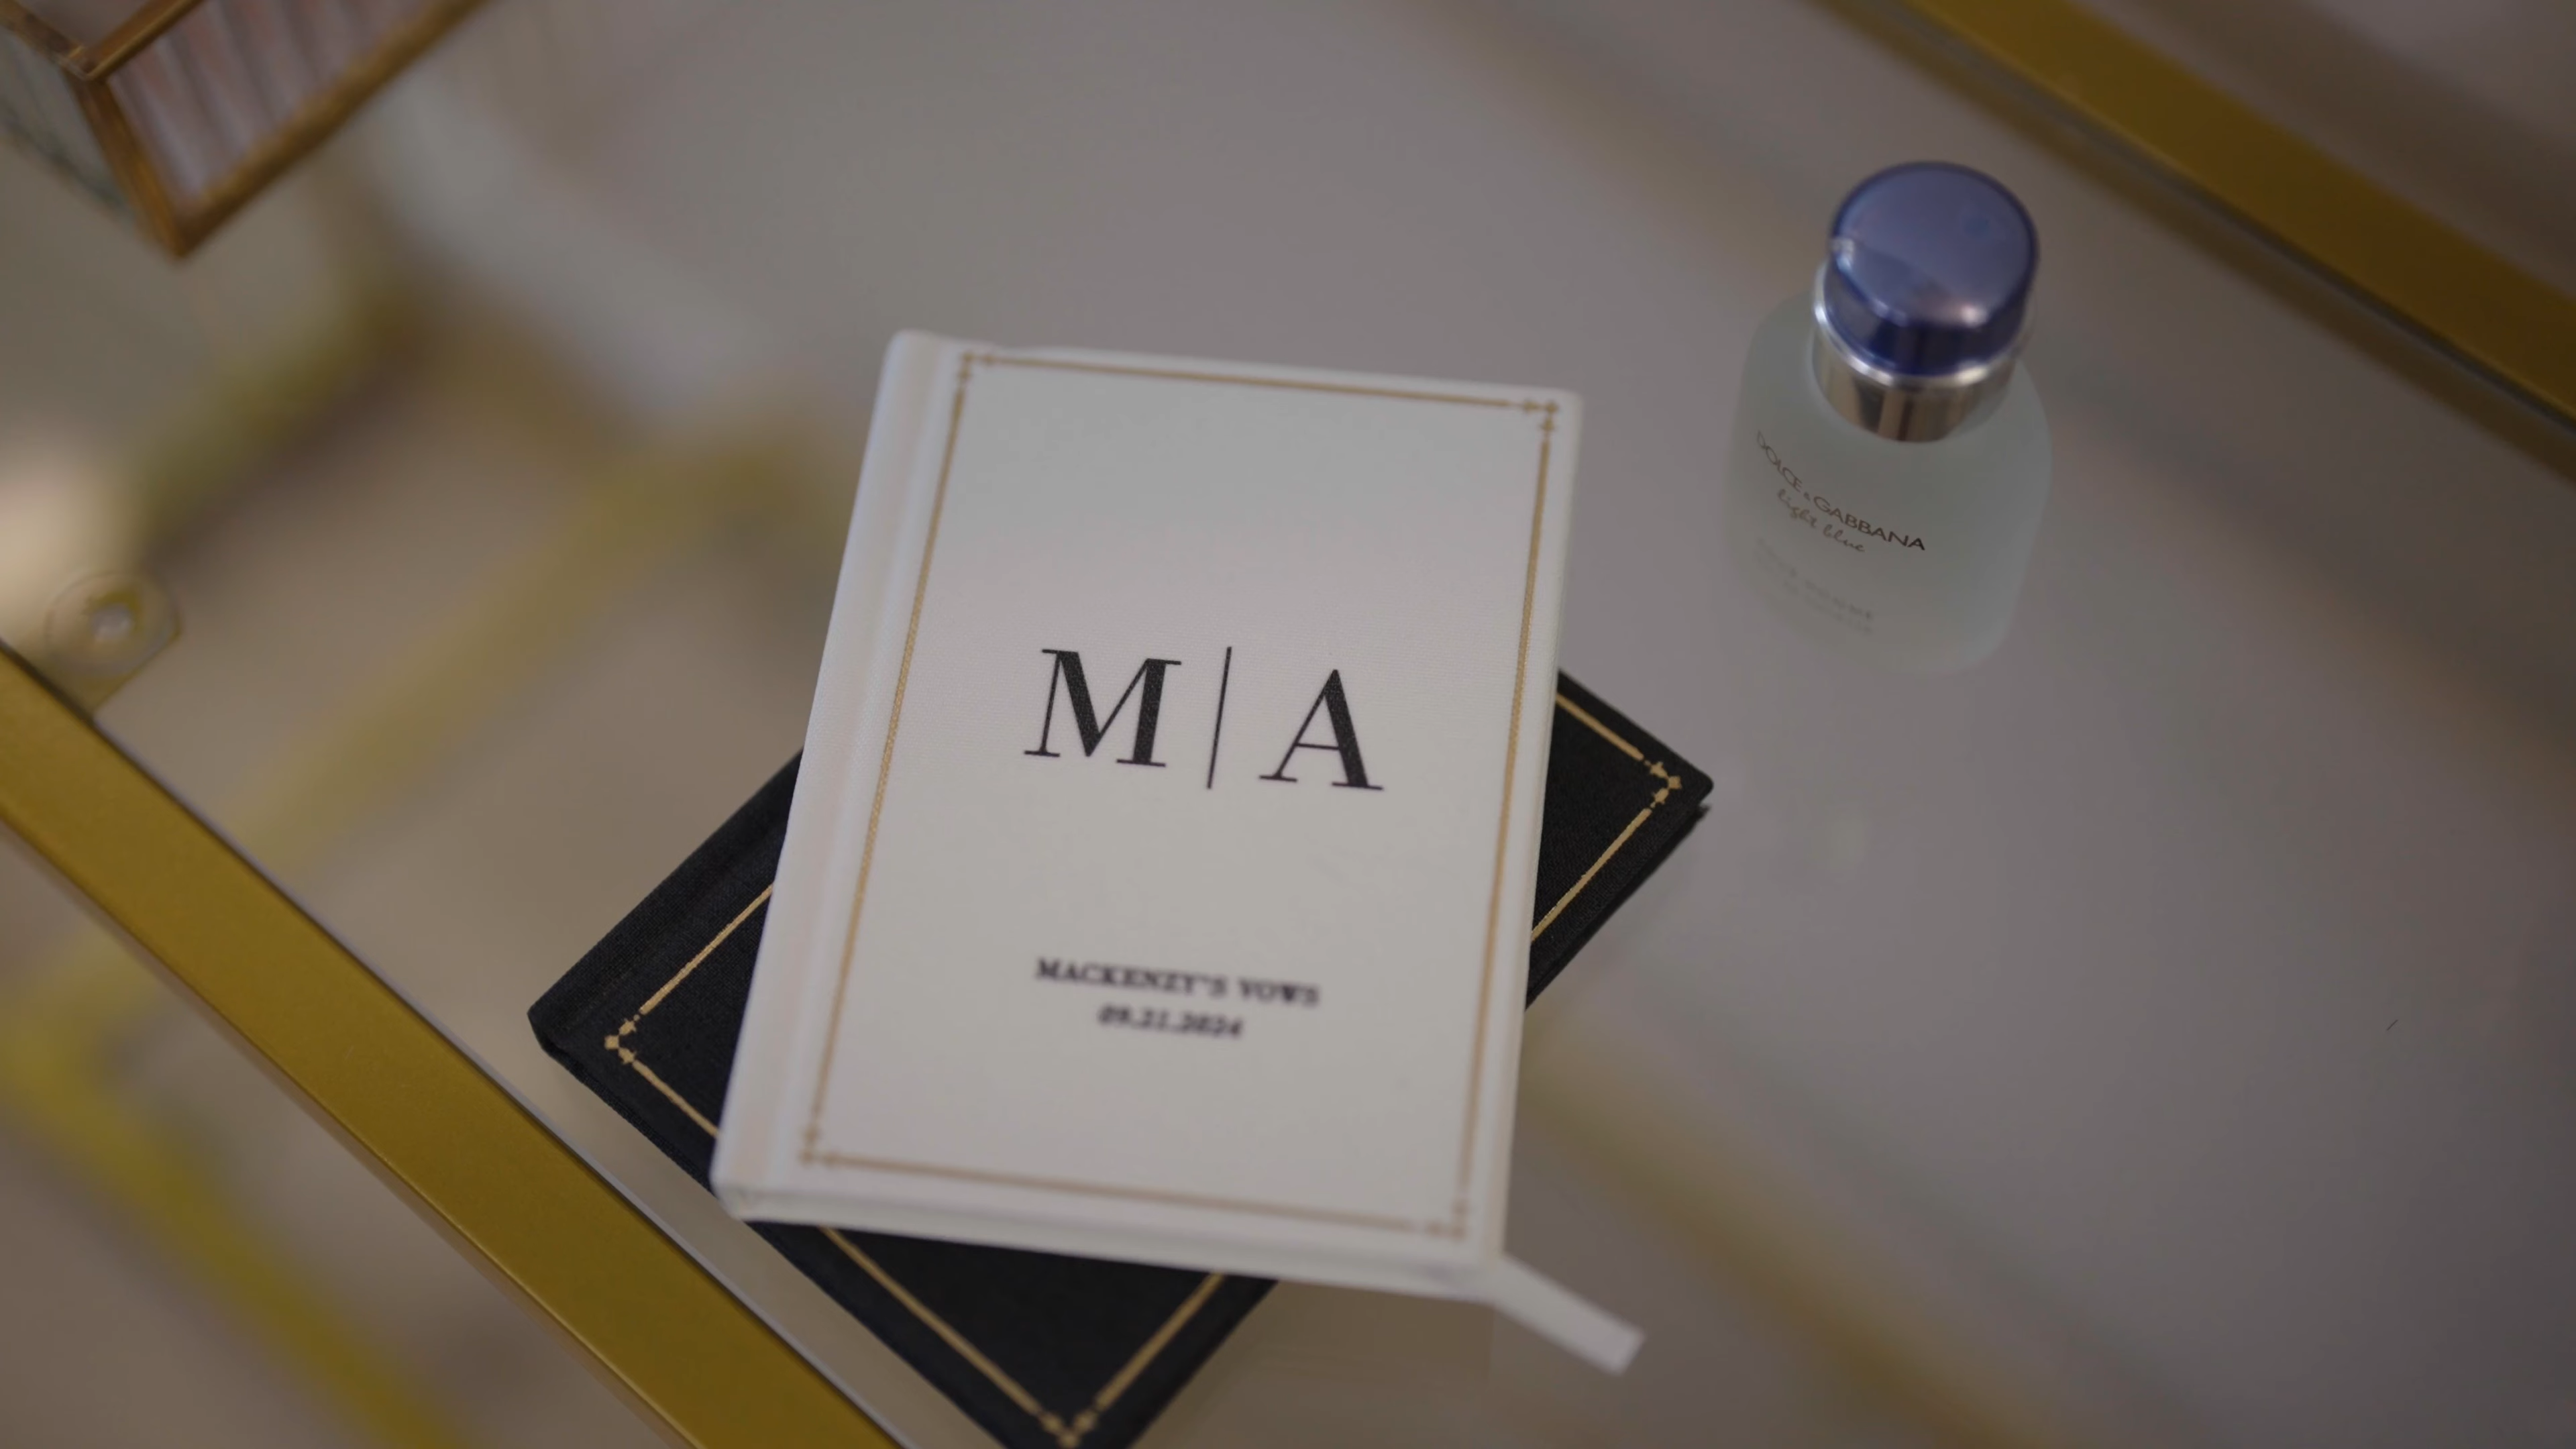 M | A
MACKENZY'S VOWS
09.21.2024
DOLCE & GABBANA
light blue